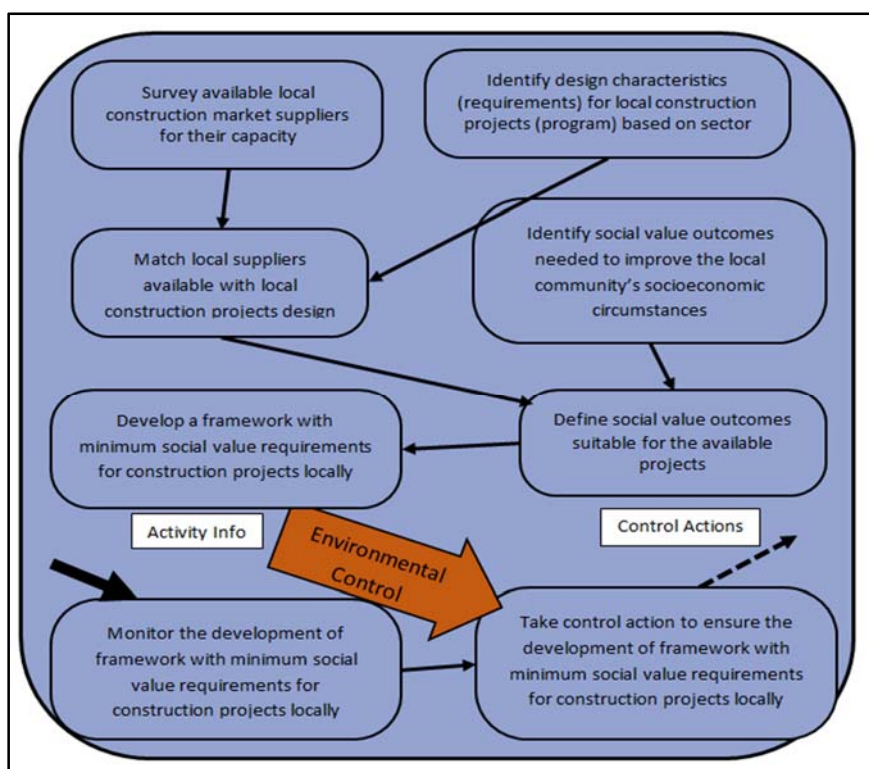 Survey available local
construction market suppliers
for their capacity
Identify design characteristics
(requirements) for local construction
projects (program) based on sector
Match local suppliers
available with local
construction projects design
Identify social value outcomes
needed to improve the local
community's socioeconomic
circumstances
Develop a framework with
minimum social value requirements
for construction projects locally
Define social value outcomes
suitable for the available
projects
Activity Info
Environmental
Control
Control Actions
Monitor the development of
framework with minimum social
value requirements for
construction projects locally
Take control action to ensure the
development of framework with
minimum social value requirements
for construction projects locally